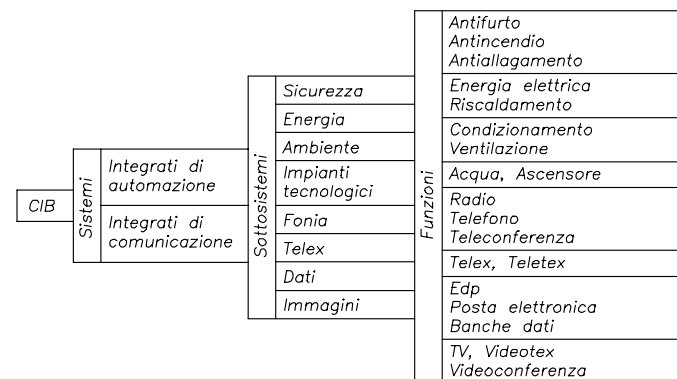 CIB
Sistemi
Integrati di
automazione
Integrati di
comunicazione
Sottosistemi
Sicurezza
Energia
Ambiente
Impianti
tecnologici
Fonia
Telex
Dati
Immagini
Funzioni
Antifurto
Antincendio
Antiallagamento
Energia elettrica
Riscaldamento
Condizionamento
Ventilazione
Acqua, Ascensore
Radio
Telefono
Teleconferenza
Telex, Teletex
Edp
Posta elettronica
Banche dati
TV, Videotex
Videoconferenza